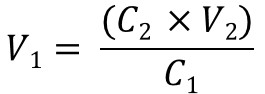 V₁ = (C₂ × V₂) / C₁